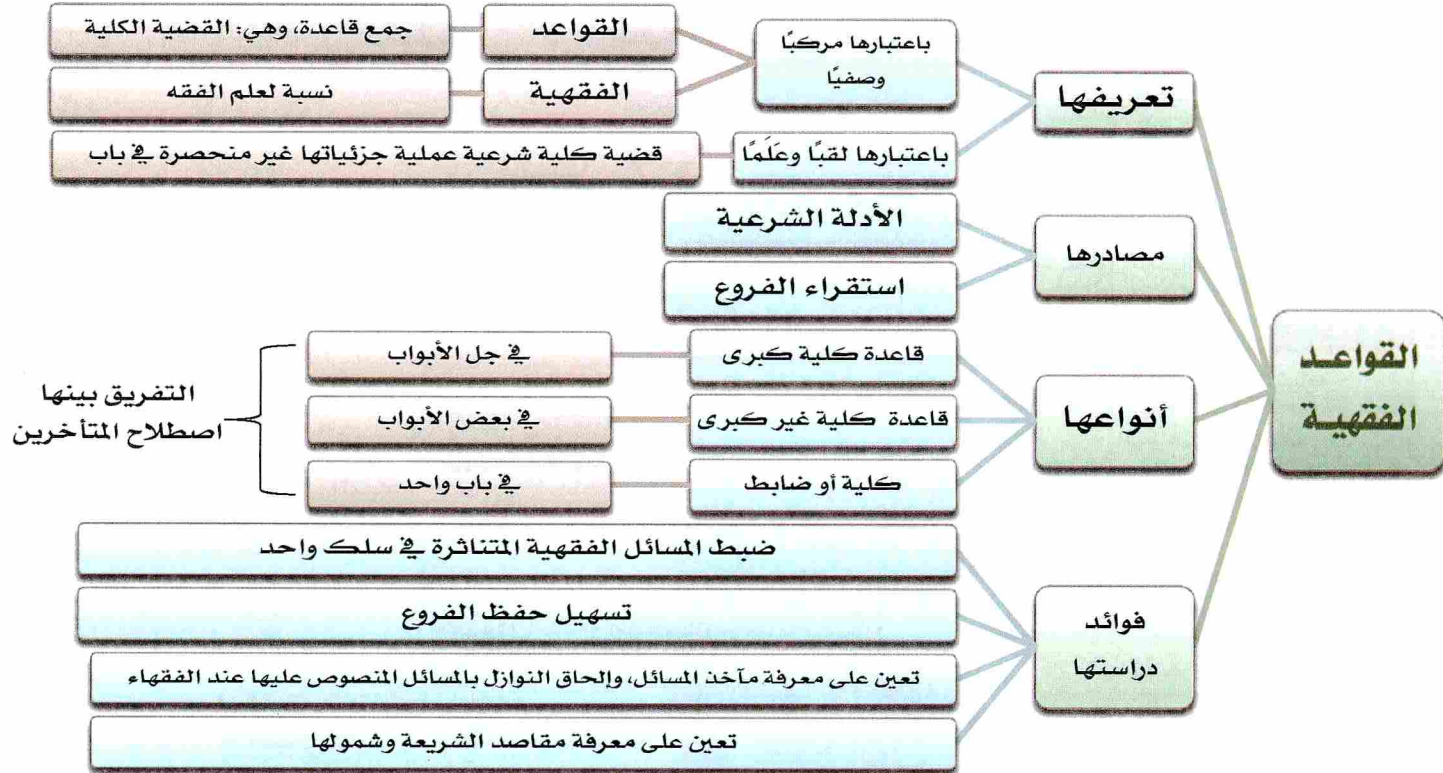 القواعد
الفقهية
تعريفها
باعتبارها مركبًا
وصفيًا
القواعد
جمع قاعدة، وهي: القضية الكلية
الفقهية
نسبة لعلم الفقه
باعتبارها لقبًا وعَلَمًا
قضية كلية شرعية عملية جزئياتها غير منحصرة في باب
مصادرها
الأدلة الشرعية
استقراء الفروع
أنواعها
قاعدة كلية كبرى
في جل الأبواب
قاعدة كلية غير كبرى
في بعض الأبواب
كلية أو ضابط
في باب واحد
التفريق بينها
اصطلاح المتأخرين
فوائد
دراستها
ضبط المسائل الفقهية المتناثرة في سلك واحد
تسهيل حفظ الفروع
تعين على معرفة مآخذ المسائل، وإلحاق النوازل بالمسائل المنصوص عليها عند الفقهاء
تعين على معرفة مقاصد الشريعة وشمولها